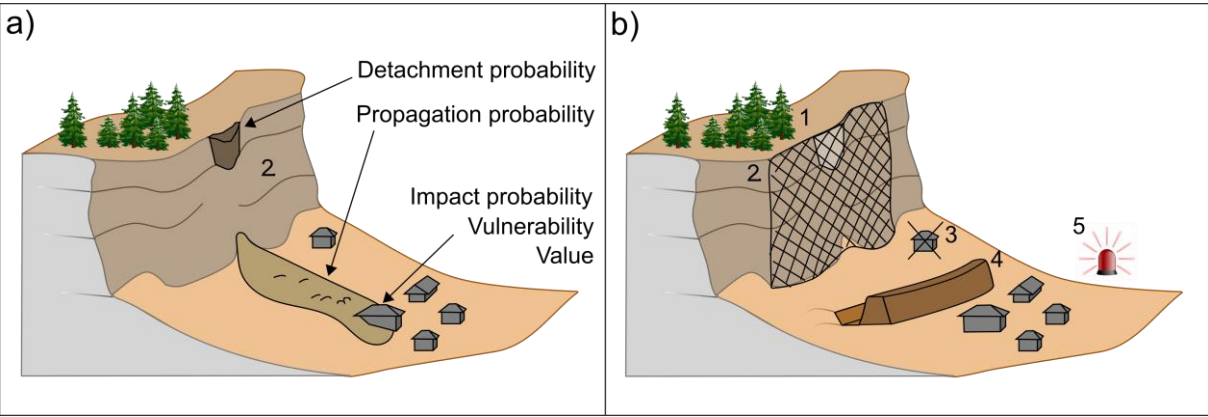 a)
Detachment probability
Propagation probability
2
Impact probability
Vulnerability
Value
b)
1
2
3
4
5